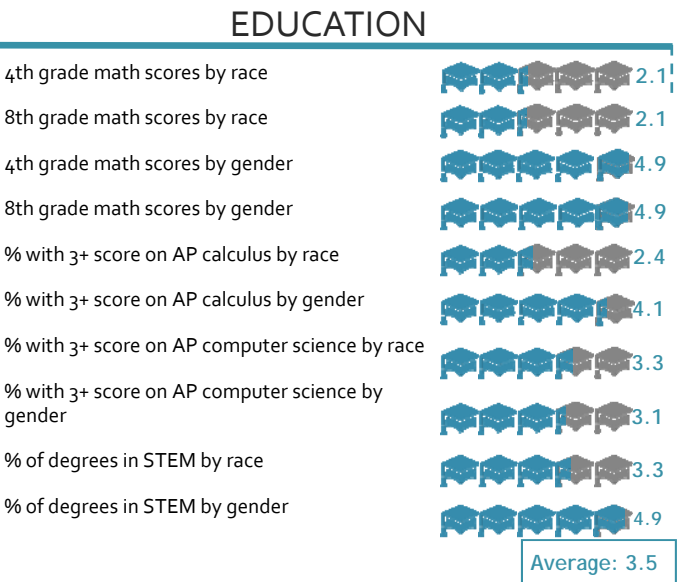 EDUCATION
4th grade math scores by race 2.1
8th grade math scores by race 2.1
4th grade math scores by gender 4.9
8th grade math scores by gender 4.9
% with 3+ score on AP calculus by race 2.4
% with 3+ score on AP calculus by gender 4.1
% with 3+ score on AP computer science by race 3.3
% with 3+ score on AP computer science by
gender 3.1
% of degrees in STEM by race 3.3
% of degrees in STEM by gender 4.9
Average: 3.5